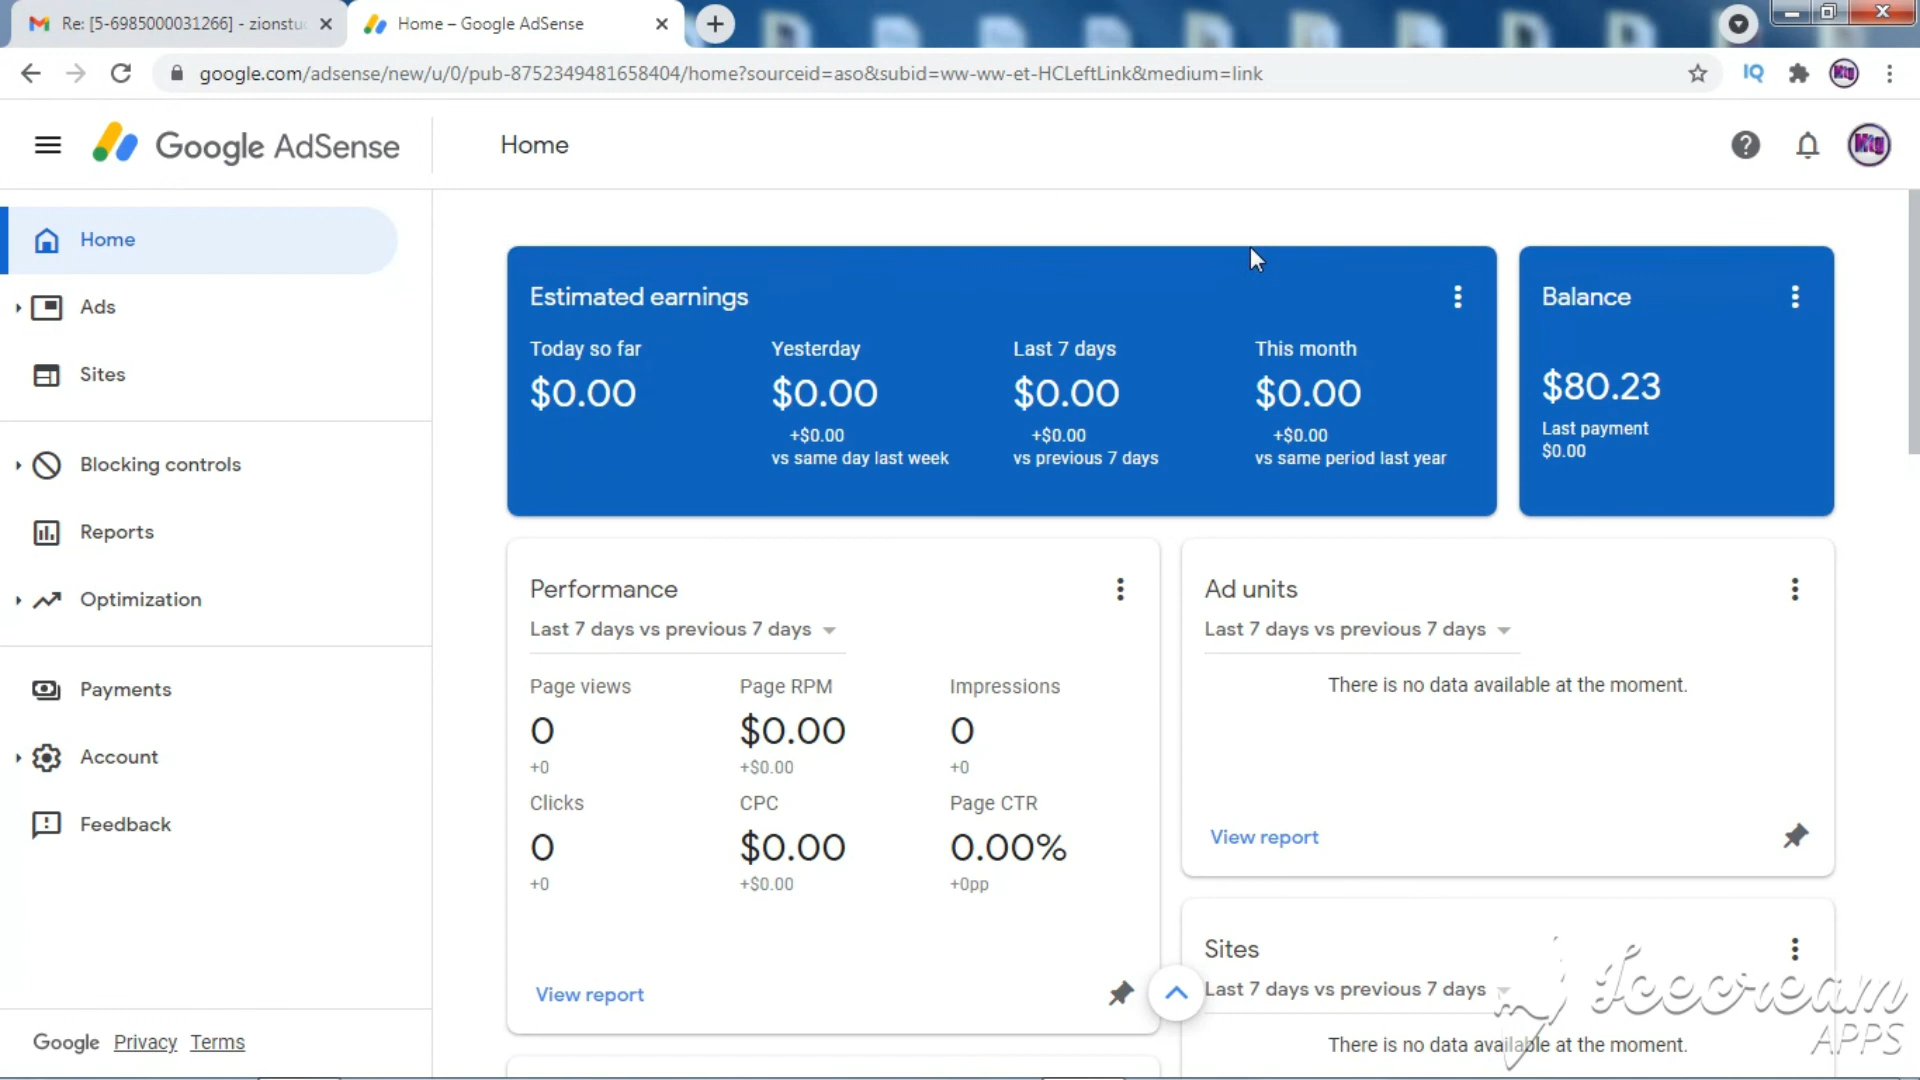 Re: [5-6985000031266] - zionstu
Home – Google AdSense
google.com/adsense/new/u/0/pub-8752349481658404/home?sourceid=aso&subid=ww-ww-et-HCLeftLink&medium=link
IQ
Google AdSense
Home
Home
Ads
Sites
Blocking controls
Reports
Optimization
Payments
Account
Feedback
Google Privacy Terms
Estimated earnings
Today so far
$0.00
Yesterday
$0.00
+$0.00
vs same day last week
Last 7 days
$0.00
+$0.00
vs previous 7 days
This month
$0.00
+$0.00
vs same period last year
Balance
$80.23
Last payment
$0.00
Performance
Last 7 days vs previous 7 days
Page views
0
+0
Page RPM
$0.00
+$0.00
Impressions
0
+0
Clicks
0
+0
CPC
$0.00
+$0.00
Page CTR
0.00%
+0pp
View report
Ad units
Last 7 days vs previous 7 days
There is no data available at the moment.
View report
Sites
Last 7 days vs previous 7 days
There is no data available at the moment.
Icecream
APPS